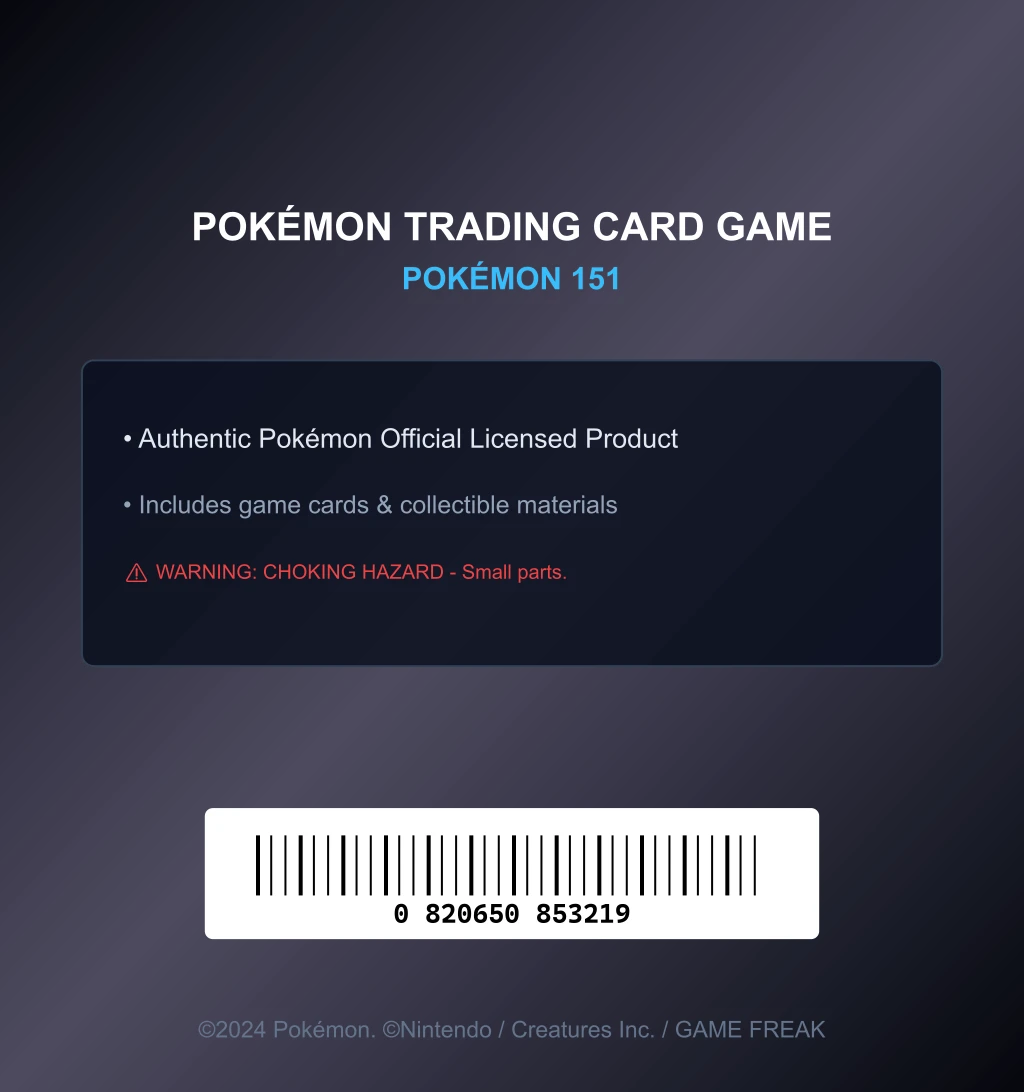 POKÉMON TRADING CARD GAME
POKÉMON 151
• Authentic Pokémon Official Licensed Product
• Includes game cards & collectible materials
⚠ WARNING: CHOKING HAZARD - Small parts.
0 820650 853219
©2024 Pokémon. ©Nintendo / Creatures Inc. / GAME FREAK